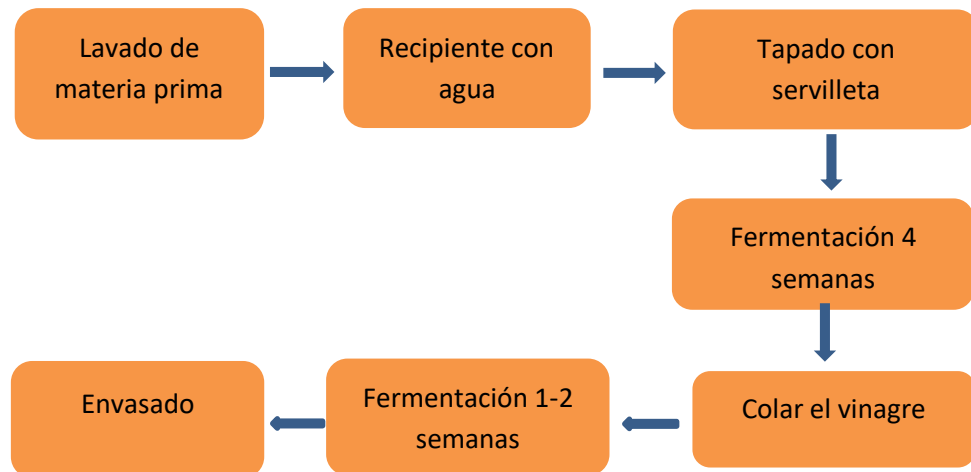 Lavado de
materia prima
Recipiente con
agua
Tapado con
servilleta
Fermentación 4
semanas
Colar el vinagre
Fermentación 1-2
semanas
Envasado